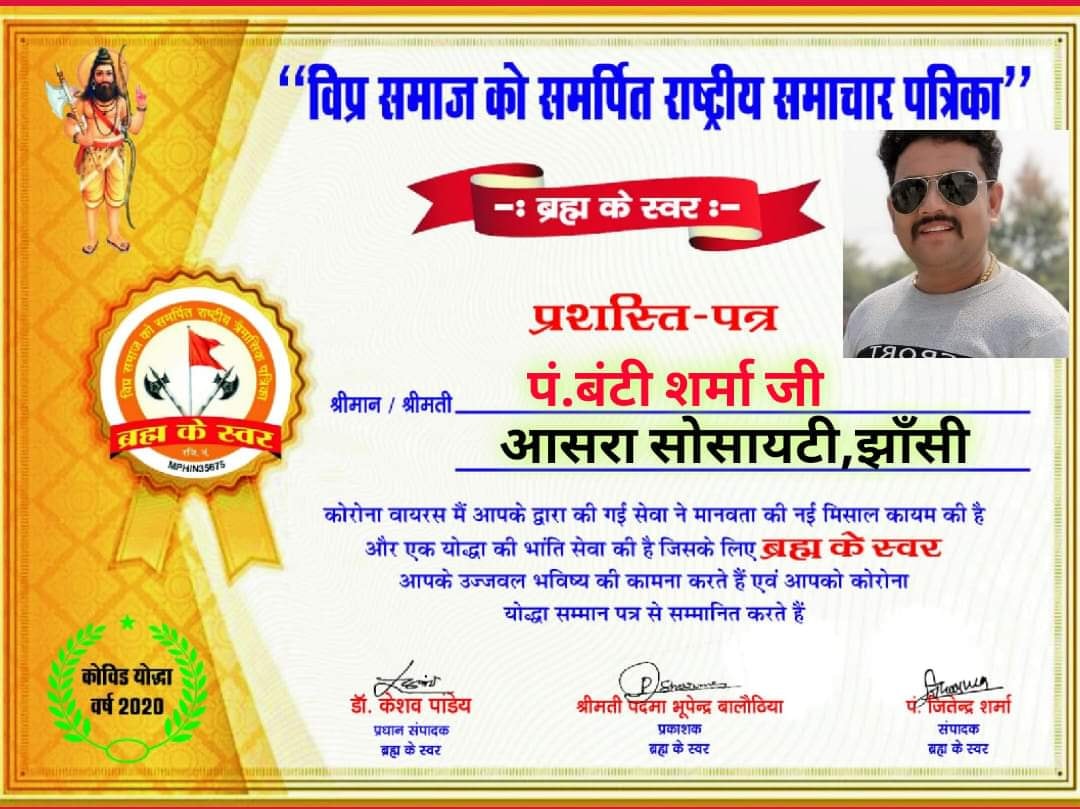 “विप्र समाज को समर्पित राष्ट्रीय समाचार पत्रिका”
-: ब्रह्म के स्वर :-
प्रशस्ति-पत्र
विप्र समाज को समर्पित राष्ट्रीय त्रैमासिक पत्रिका
ब्रह्म के स्वर
रजि. नं.
MPHIN35675
श्रीमान / श्रीमती पं.बंटी शर्मा जी
आसरा सोसायटी,झाँसी
कोरोना वायरस मैं आपके द्वारा की गई सेवा ने मानवता की नई मिसाल कायम की है
और एक योद्धा की भांति सेवा की है जिसके लिए ब्रह्म के स्वर
आपके उज्जवल भविष्य की कामना करते हैं एवं आपको कोरोना
योद्धा सम्मान पत्र से सम्मानित करते हैं
कोविड योद्धा
वर्ष 2020
डॉ. केशव पाडेय
प्रधान संपादक
ब्रह्म के स्वर
श्रीमती पदमा भूपेन्द्र बालौठिया
प्रकाशक
ब्रह्म के स्वर
पं. जितेन्द्र शर्मा
संपादक
ब्रह्म के स्वर